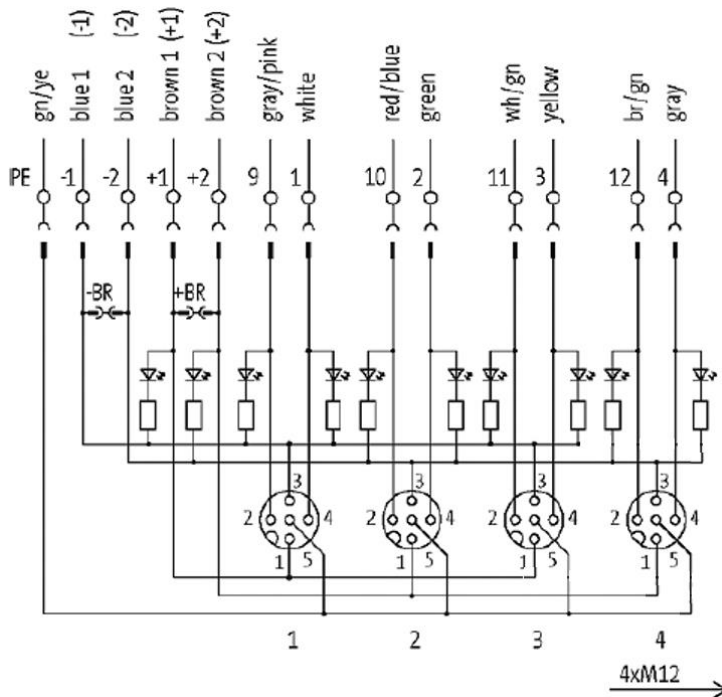 gn/ye blue 1 (-1) blue 2 (-2) brown 1 (+1) brown 2 (+2) gray/pink white red/blue green wh/gn yellow br/gn gray
PE -1 -2 +1 +2 9 1 10 2 11 3 12 4
-BR +BR
3 3 3 3
2 4 2 4 2 4 2 4
1 5 1 5 1 5 1 5
1 2 3 4
4xM12